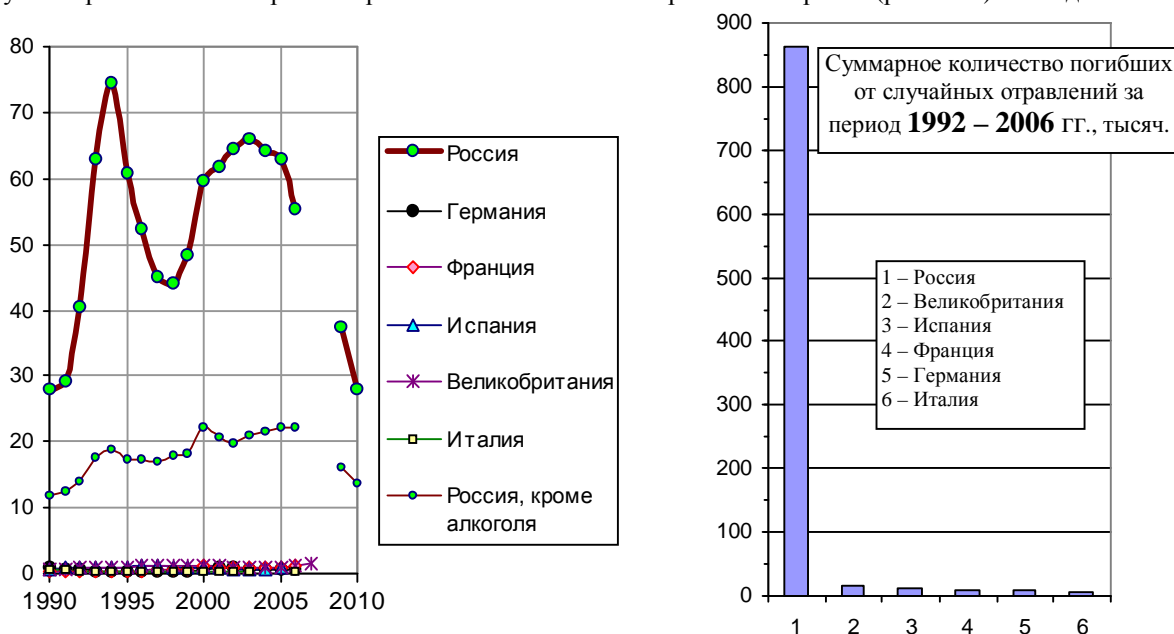 80
70
60
50
40
30
20
10
0
1990
1995
2000
2005
2010
Россия
Германия
Франция
Испания
Великобритания
Италия
Россия, кроме
алкоголя
900
800
700
600
500
400
300
200
100
0
Суммарное количество погибших
от случайных отравлений за
период 1992 – 2006 гг., тысяч.
1 – Россия
2 – Великобритания
3 – Испания
4 – Франция
5 – Германия
6 – Италия
1
2
3
4
5
6